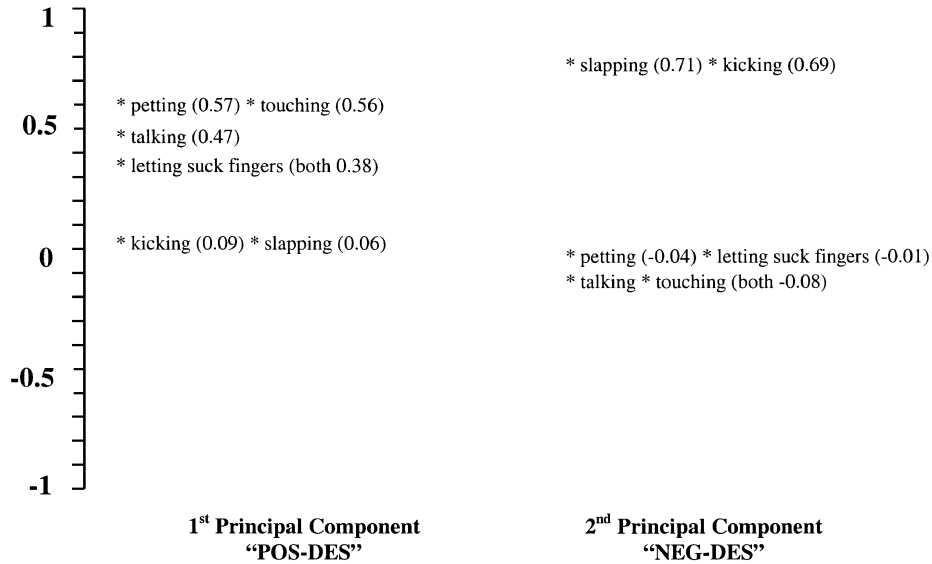 1
* slapping (0.71) * kicking (0.69)
* petting (0.57) * touching (0.56)
0.5
* talking (0.47)
* letting suck fingers (both 0.38)
* kicking (0.09) * slapping (0.06)
0
* petting (-0.04) * letting suck fingers (-0.01)
* talking * touching (both -0.08)
-0.5
-1
1st Principal Component
“POS-DES”
2nd Principal Component
“NEG-DES”